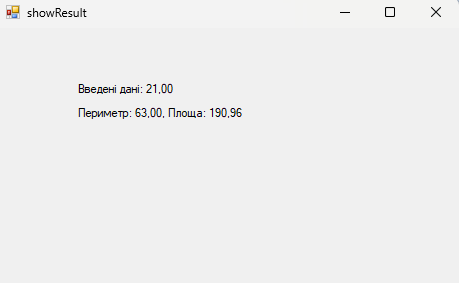 showResult
Введені дані: 21,00
Периметр: 63,00, Площа: 190,96